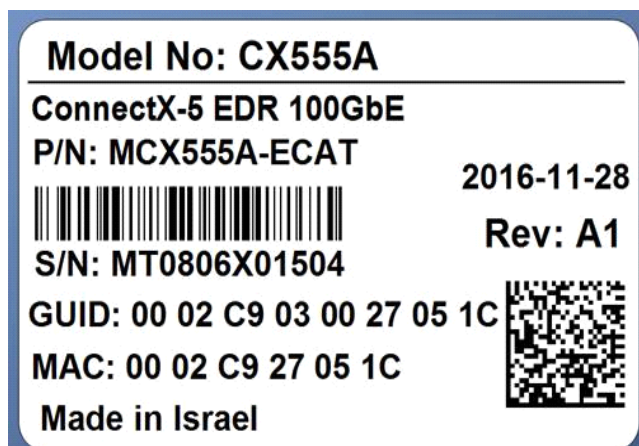 Model No: CX555A
ConnectX-5 EDR 100GbE
P/N: MCX555A-ECAT
2016-11-28
Rev: A1
S/N: MT0806X01504
GUID: 00 02 C9 03 00 27 05 1C
MAC: 00 02 C9 27 05 1C
Made in Israel